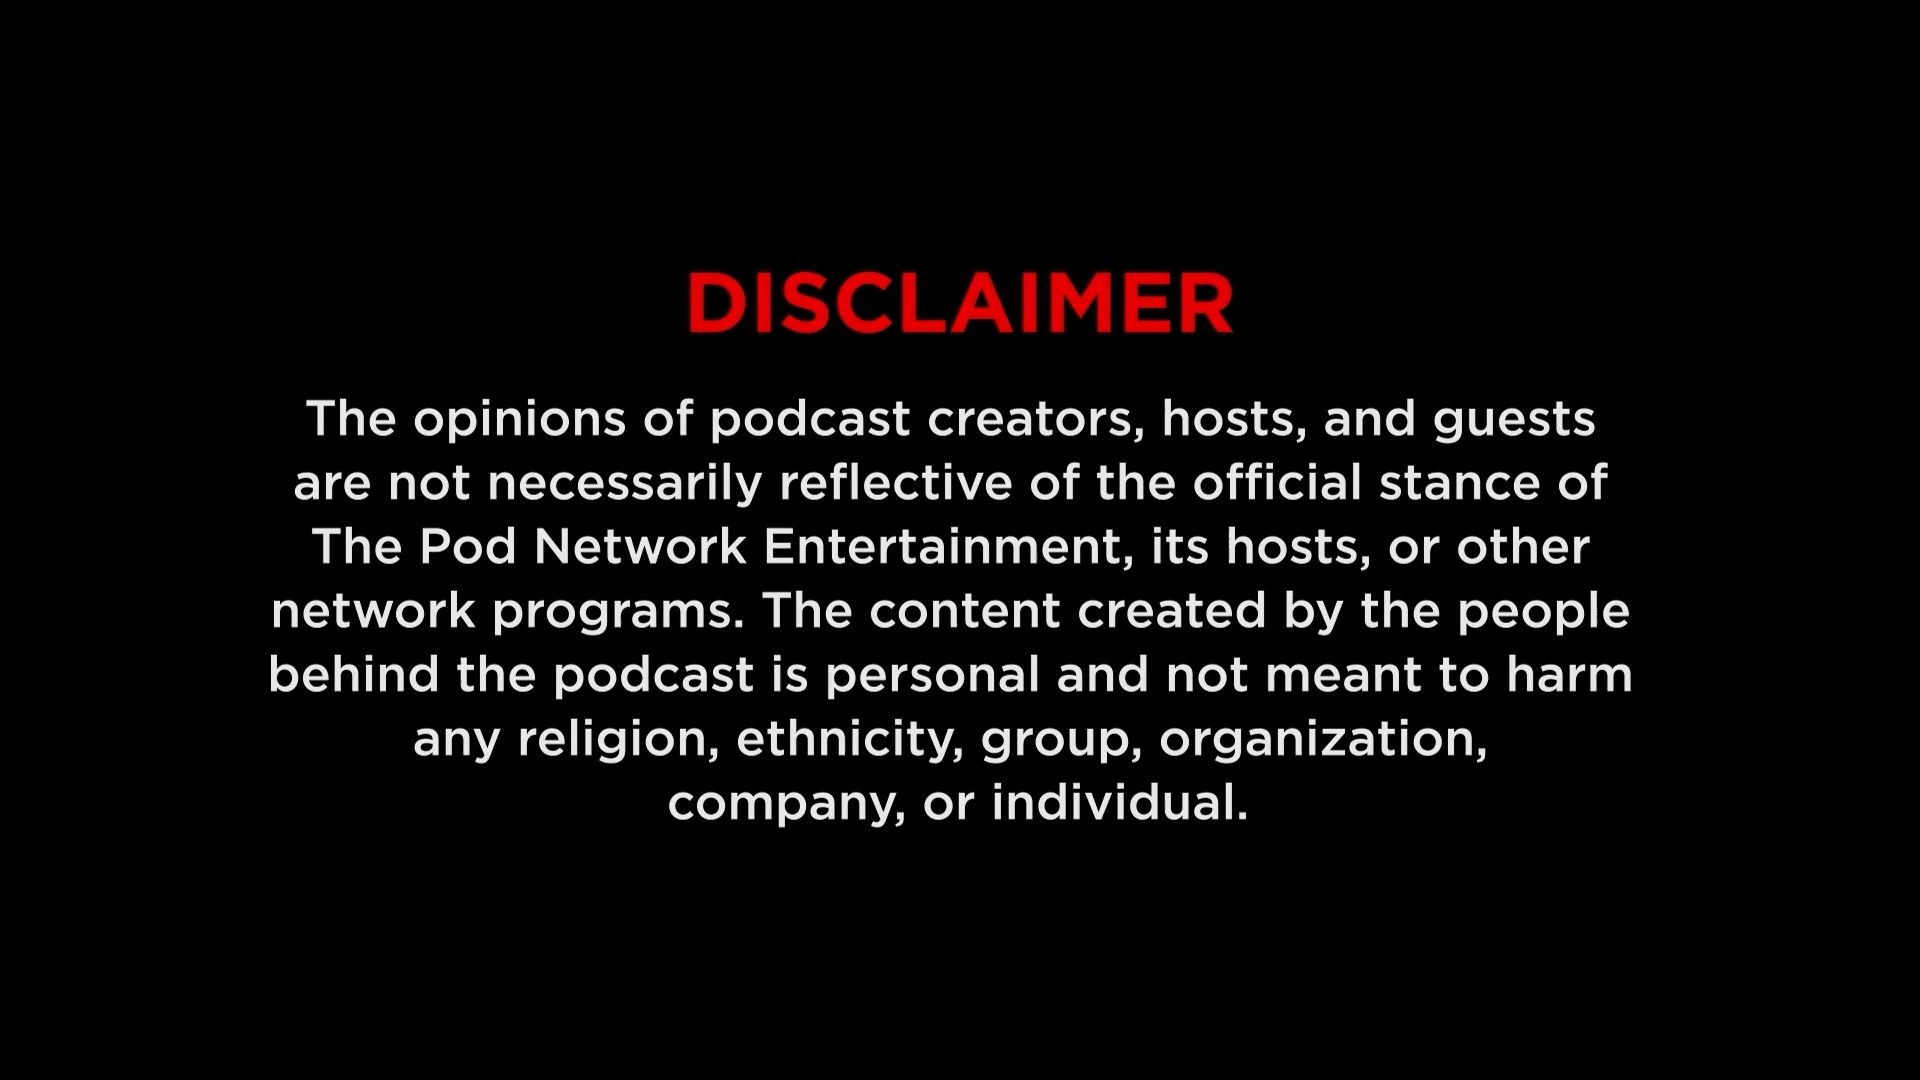 DISCLAIMER
The opinions of podcast creators, hosts, and guests
are not necessarily reflective of the official stance of
The Pod Network Entertainment, its hosts, or other
network programs. The content created by the people
behind the podcast is personal and not meant to harm
any religion, ethnicity, group, organization,
company, or individual.